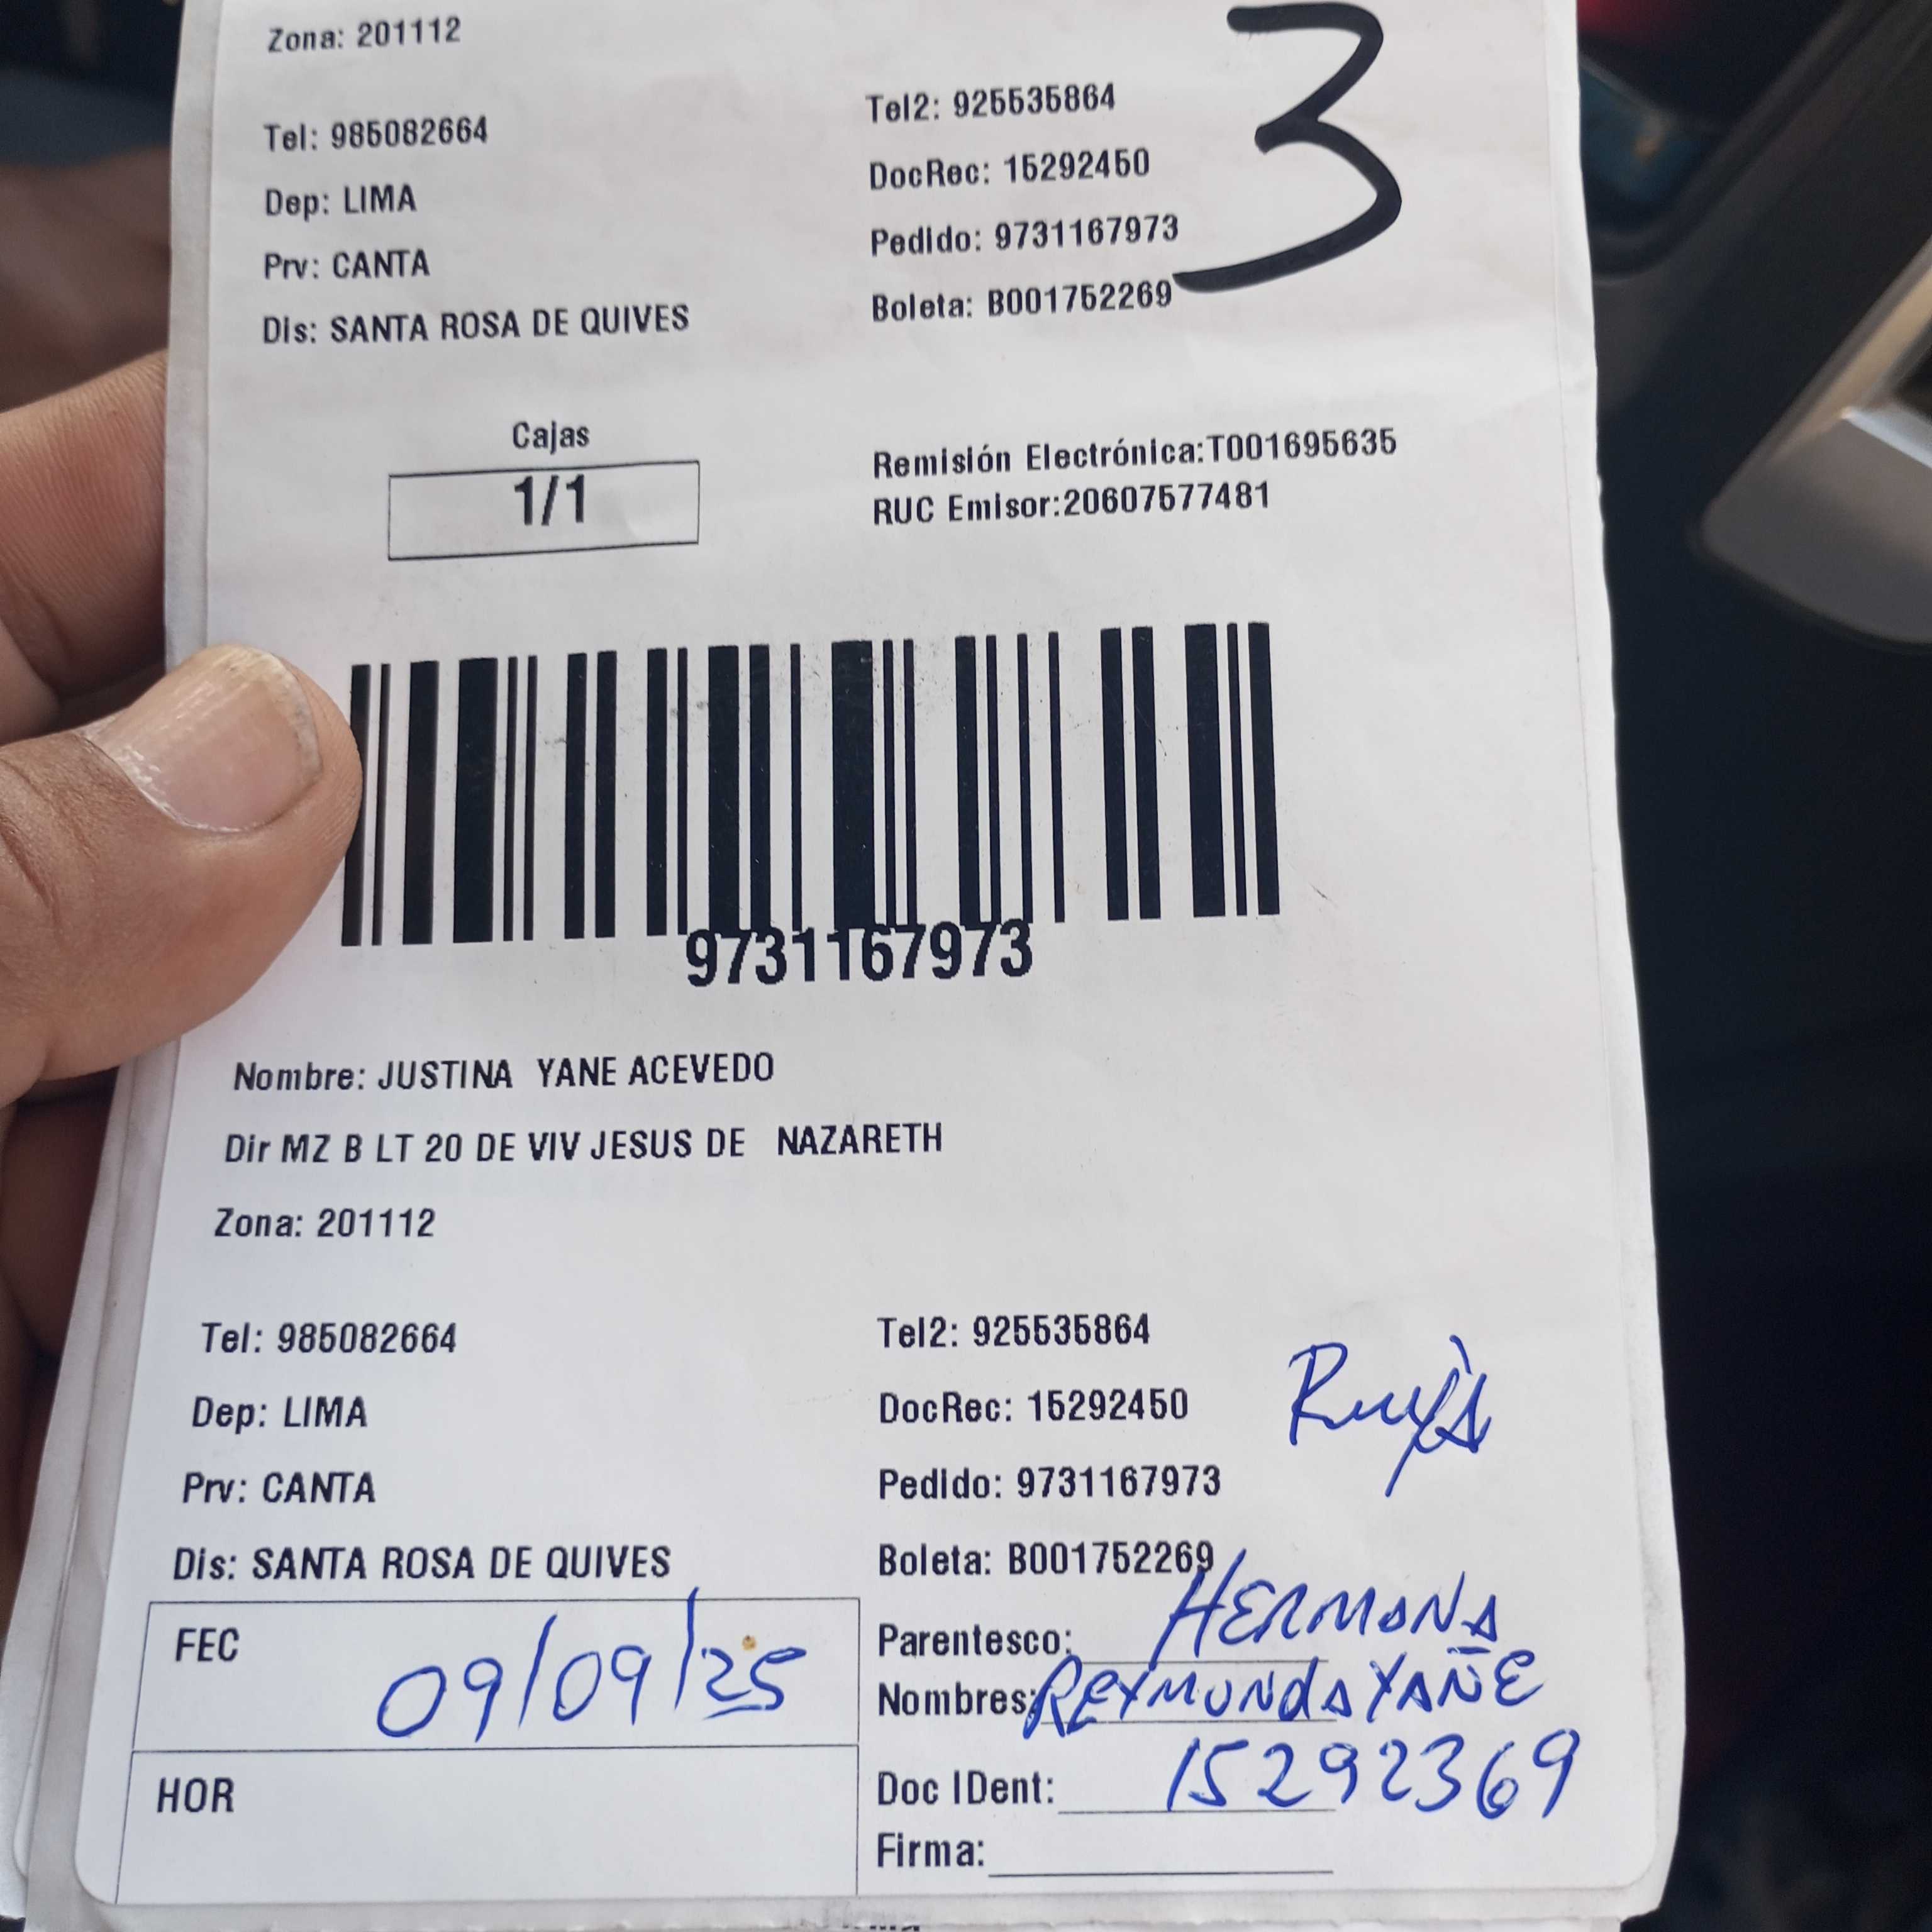 Zona: 201112
3
Tel: 985082664
Tel2: 925535864
Dep: LIMA
DocRec: 15292450
Prv: CANTA
Pedido: 9731167973
Dis: SANTA ROSA DE QUIVES
Boleta: B001752269
Cajas
1/1
Remisión Electrónica:T001695635
RUC Emisor:20607577481
9731167973
Nombre: JUSTINA YANE ACEVEDO
Dir MZ B LT 20 DE VIV JESUS DE NAZARETH
Zona: 201112
Tel: 985082664
Tel2: 925535864
Dep: LIMA
DocRec: 15292450
Prv: CANTA
Pedido: 9731167973
Dis: SANTA ROSA DE QUIVES
Boleta: B001752269
FEC 09/09/25
Parentesco: HERMANA
Nombres: REYMUNDA YAÑE
HOR
Doc IDent: 15292369
Firma: